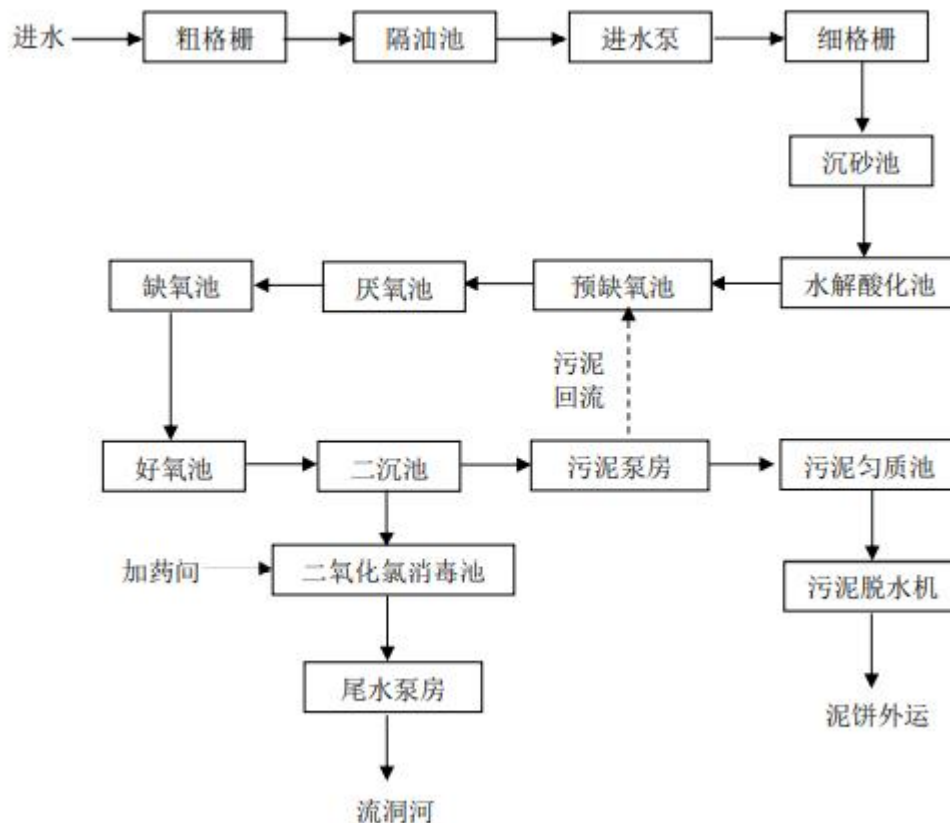 进水
粗格栅
隔油池
进水泵
细格栅
沉砂池
缺氧池
厌氧池
预缺氧池
水解酸化池
污泥
回流
好氧池
二沉池
污泥泵房
污泥匀质池
加药问
二氧化氯消毒池
污泥脱水机
尾水泵房
泥饼外运
流洞河